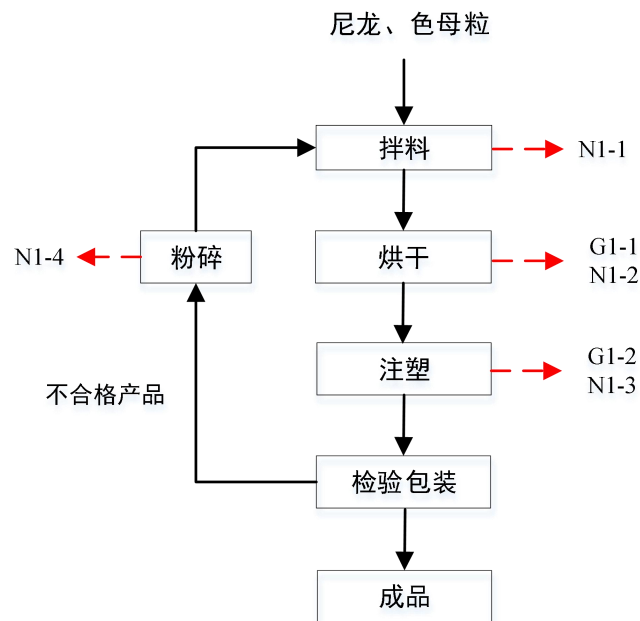 尼龙、色母粒
拌料
N1-1
N1-4
粉碎
烘干
G1-1
N1-2
注塑
G1-2
N1-3
不合格产品
检验包装
成品